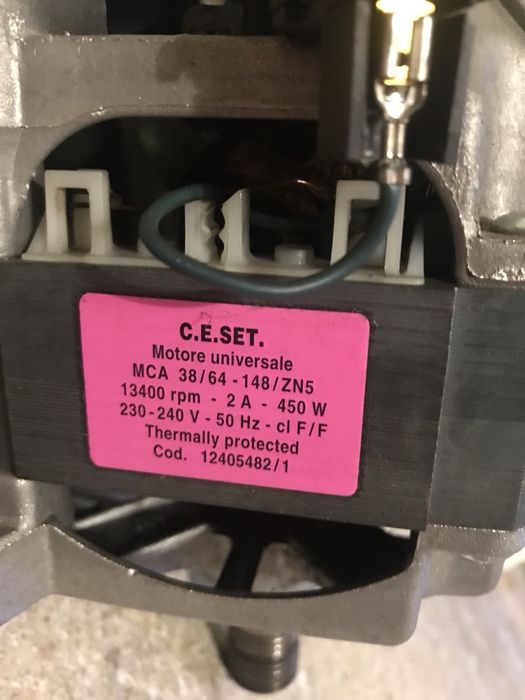 C.E.SET.
Motore universale
MCA 38/64-148/ZN5
13400 rpm - 2 A - 450 W
230-240 V - 50 Hz - cl F/F
Thermally protected
Cod. 12405482/1